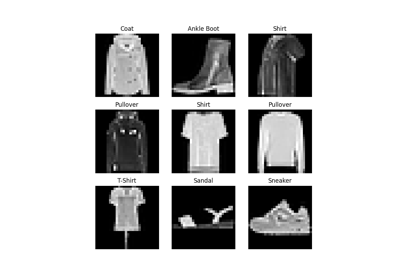 Coat
Ankle Boot
Shirt
Pullover
Shirt
Pullover
T-Shirt
Sandal
Sneaker